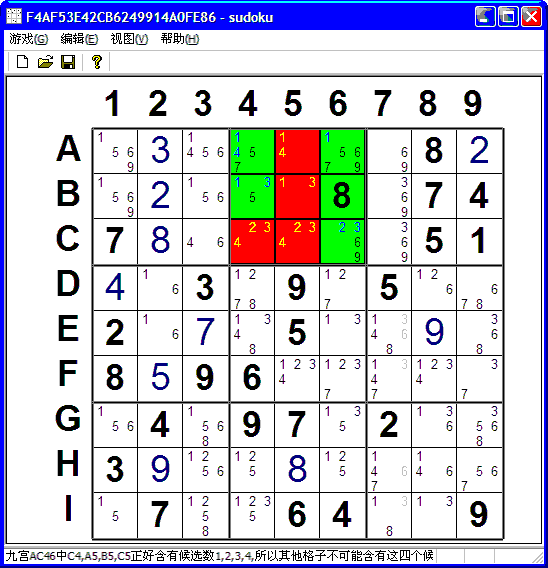 F4AF53E42CB6249914A0FE86 - sudoku
游戏(G) 编辑(E) 视图(V) 帮助(H)
1 2 3 4 5 6 7 8 9
A 1 5 6 9 3 1 4 5 6 1 4 5 7 1 4 1 5 6 7 9 6 9 8 2
B 1 5 6 9 2 1 5 6 1 3 5 1 3 8 3 6 9 7 4
C 7 8 4 6 2 3 4 2 3 4 2 3 6 9 3 6 9 5 1
D 4 1 6 3 1 2 7 8 9 1 2 7 5 1 2 6 6 7 8
E 2 1 6 7 1 3 4 8 5 1 3 1 3 4 6 8 9 3 6 8
F 8 5 9 6 1 2 3 4 1 2 3 7 1 3 4 7 1 2 3 4 3 7
G 1 5 6 4 1 5 6 8 9 7 1 3 5 2 1 3 6 3 5 6 8
H 3 9 1 2 5 6 1 2 5 8 1 2 5 1 4 6 7 1 4 6 5 6 7
I 1 5 7 1 2 5 8 1 2 3 5 6 4 1 3 8 1 3 9
九宫AC46中C4,A5,B5,C5正好含有候选数1,2,3,4,所以其他格子不可能含有这四个候